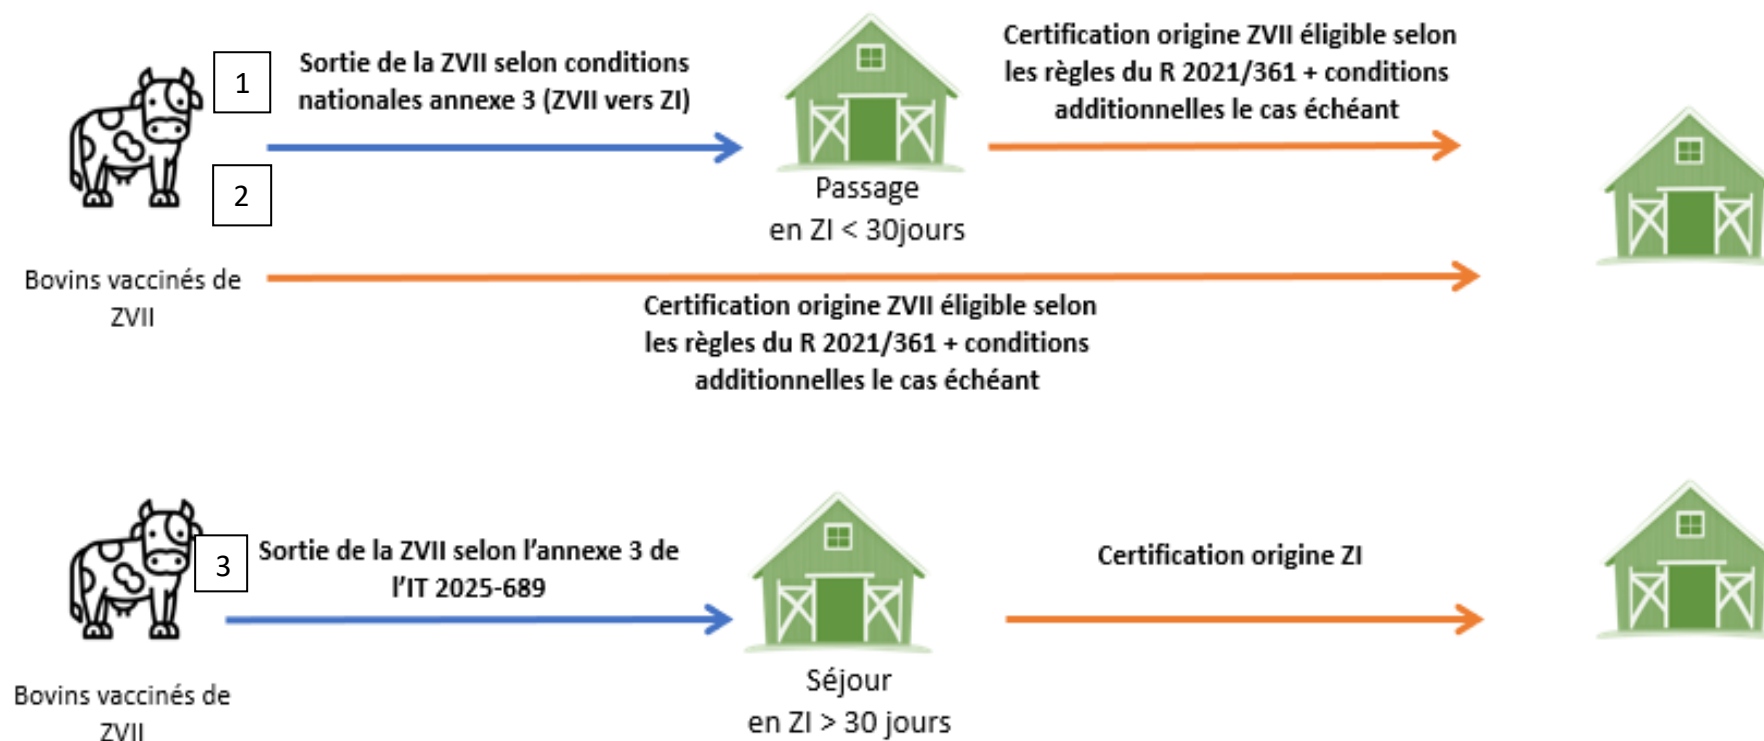 1
Sortie de la ZVII selon conditions
nationales annexe 3 (ZVII vers ZI)
Certification origine ZVII éligible selon
les règles du R 2021/361 + conditions
additionnelles le cas échéant
2
Passage
en ZI < 30jours
Bovins vaccinés de
ZVII
Certification origine ZVII éligible selon
les règles du R 2021/361 + conditions
additionnelles le cas échéant
3
Sortie de la ZVII selon l’annexe 3 de
l’IT 2025-689
Certification origine ZI
Séjour
en ZI > 30 jours
Bovins vaccinés de
ZVII